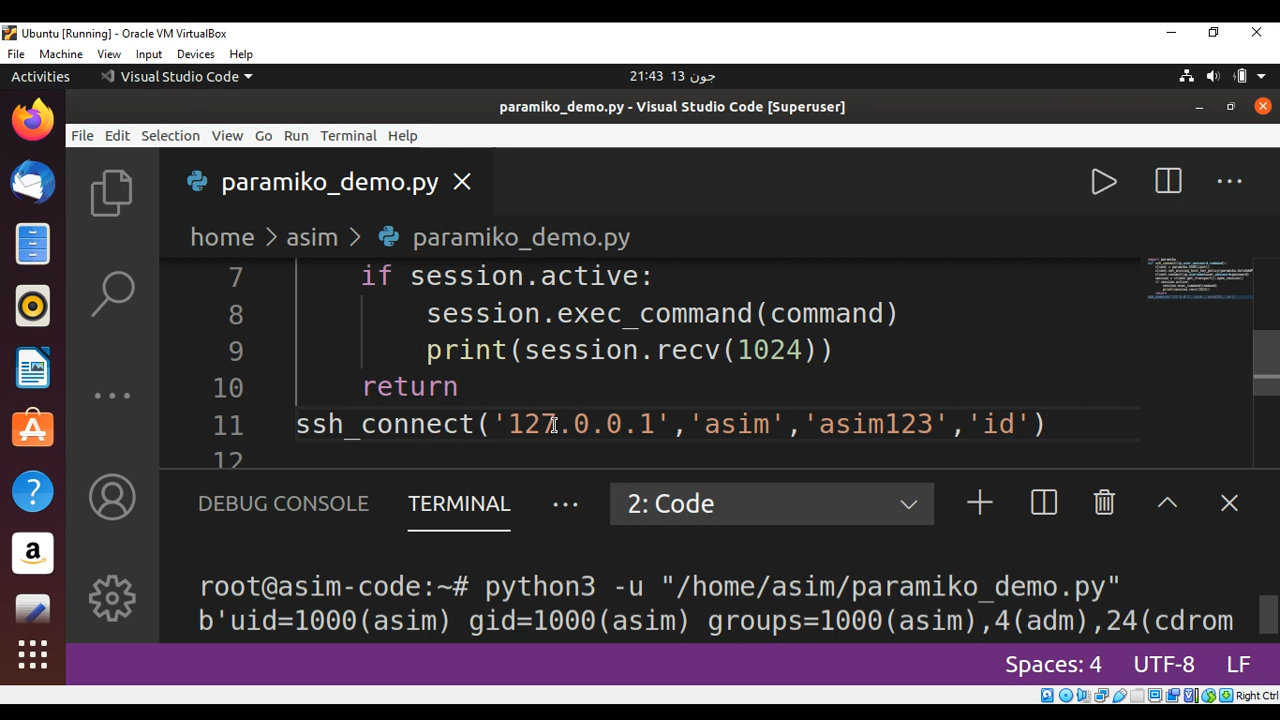 Ubuntu [Running] - Oracle VM VirtualBox
File Machine View Input Devices Help
Activities Visual Studio Code 21:43 13 جون
paramiko_demo.py - Visual Studio Code [Superuser]
File Edit Selection View Go Run Terminal Help
paramiko_demo.py
home > asim > paramiko_demo.py
7 if session.active:
8 session.exec_command(command)
9 print(session.recv(1024))
10 return
11 ssh_connect('127.0.0.1','asim','asim123','id')
12
DEBUG CONSOLE TERMINAL ... 2: Code
root@asim-code:~# python3 -u "/home/asim/paramiko_demo.py"
b'uid=1000(asim) gid=1000(asim) groups=1000(asim),4(adm),24(cdrom
Spaces: 4 UTF-8 LF
Right Ctrl